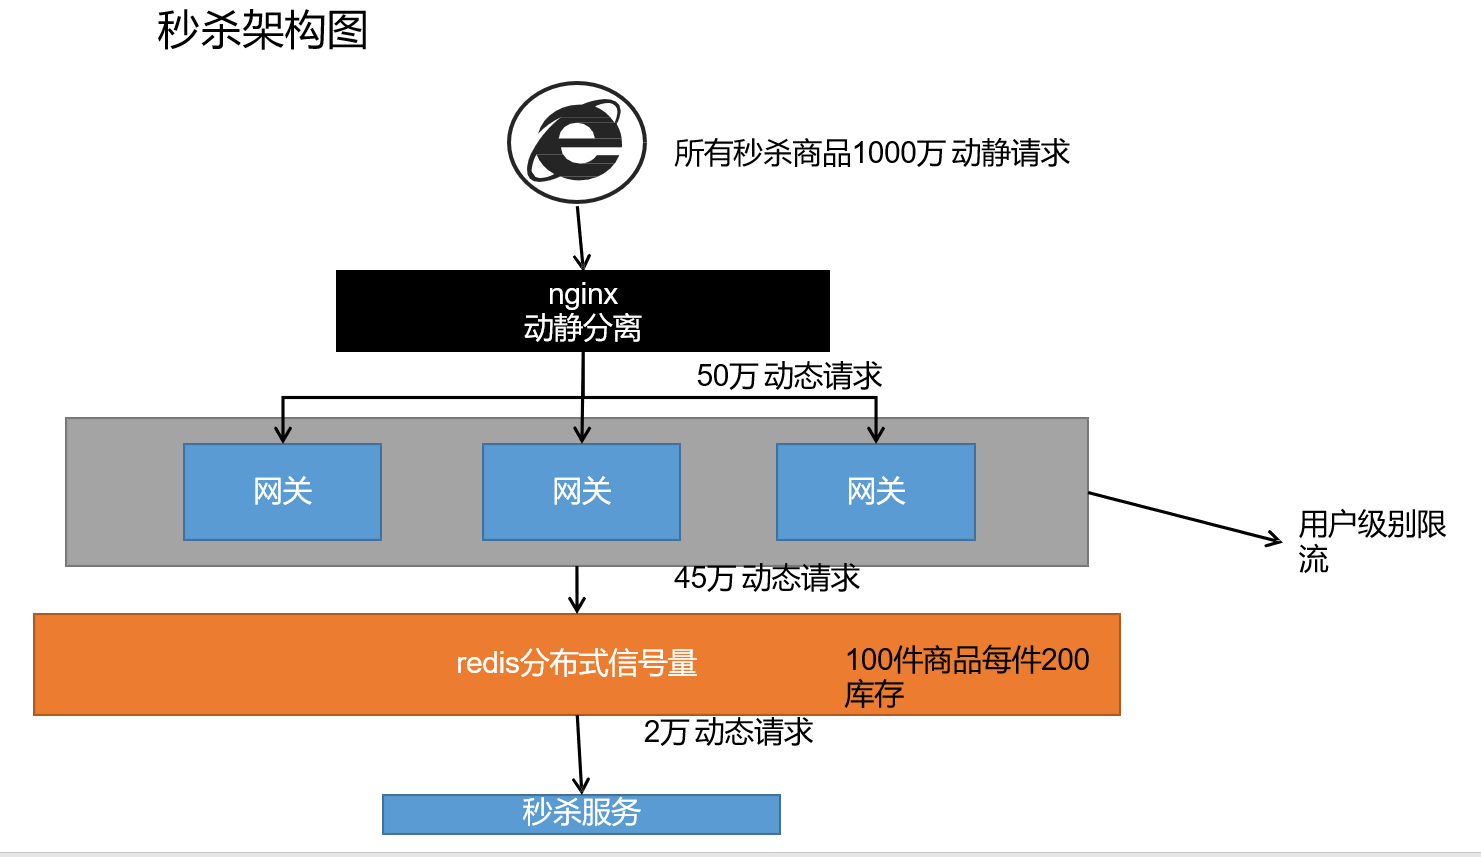 秒杀架构图
所有秒杀商品1000万 动静请求
nginx
动静分离
50万 动态请求
网关
网关
网关
用户级别限
流
45万 动态请求
redis分布式信号量
100件商品每件200
库存
2万 动态请求
秒杀服务